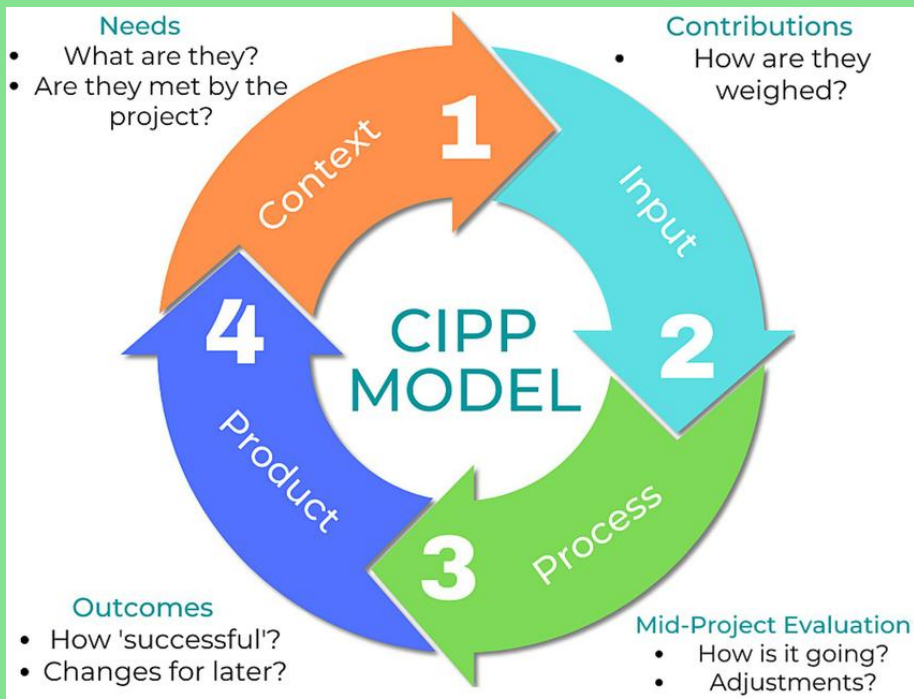 Needs
• What are they?
• Are they met by the
project?
Contributions
• How are they
weighed?
1
Context
Input
2
CIPP
MODEL
4
Product
3
Process
Outcomes
• How 'successful'?
• Changes for later?
Mid-Project Evaluation
• How is it going?
• Adjustments?